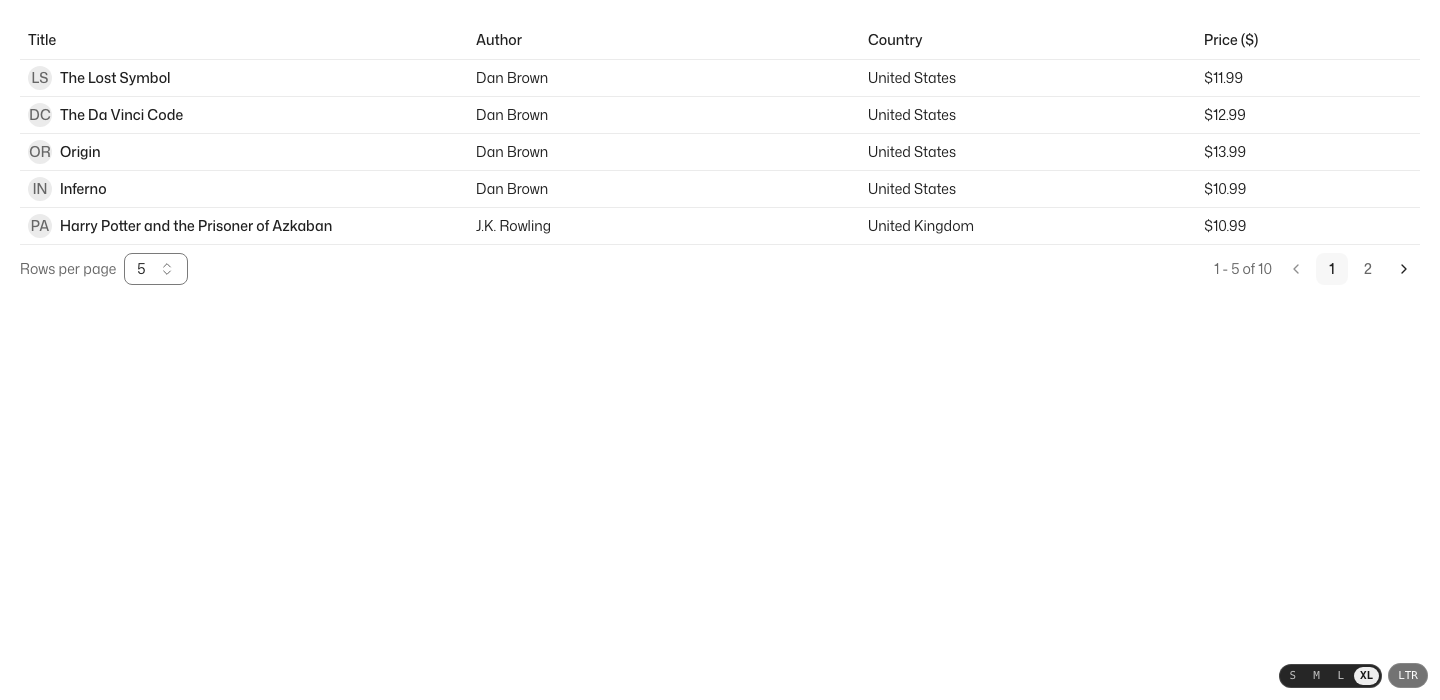 Title Author Country Price ($)
LS The Lost Symbol Dan Brown United States $11.99
DC The Da Vinci Code Dan Brown United States $12.99
OR Origin Dan Brown United States $13.99
IN Inferno Dan Brown United States $10.99
PA Harry Potter and the Prisoner of Azkaban J.K. Rowling United Kingdom $10.99
Rows per page 5 1 - 5 of 10 1 2
S M L XL LTR